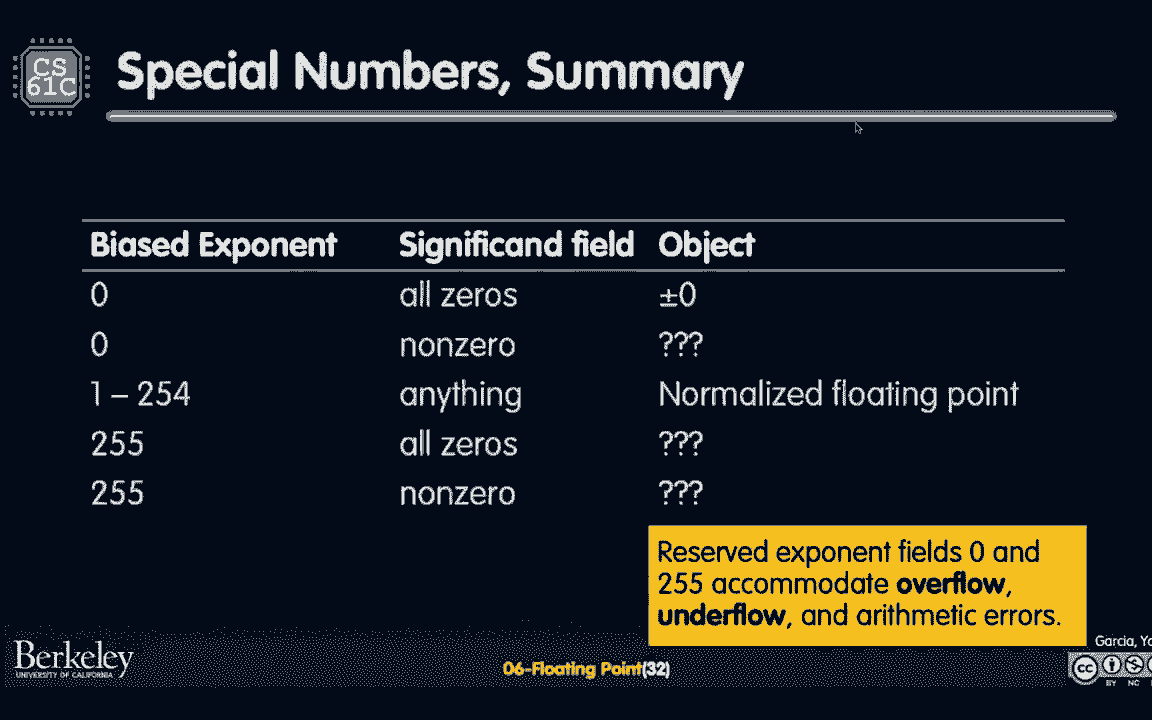 CS
61C
Special Numbers, Summary
Biased Exponent Significand field Object
0 all zeros ±0
0 nonzero ???
1 – 254 anything Normalized floating point
255 all zeros ???
255 nonzero ???
Reserved exponent fields 0 and
255 accommodate overflow,
underflow, and arithmetic errors.
Berkeley
UNIVERSITY OF CALIFORNIA
06-Floating Point(32)
Garcia,
cc
BY NC